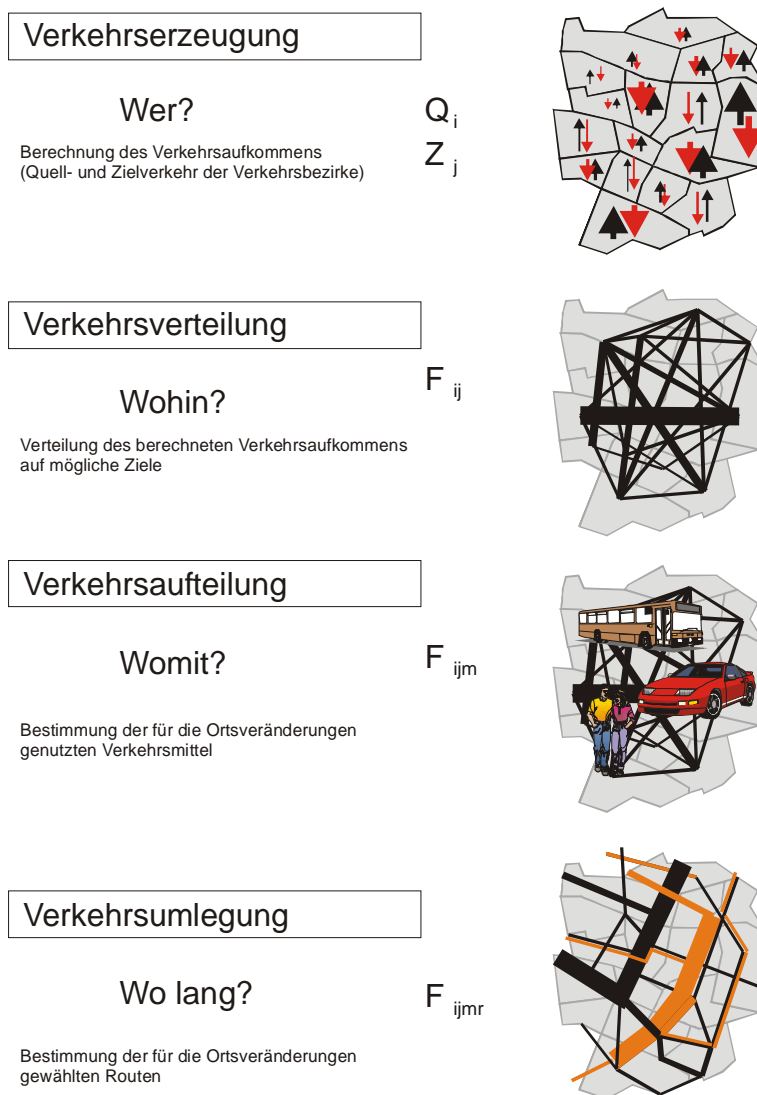 Verkehrserzeugung
Wer?
Q i
Berechnung des Verkehrsaufkommens
(Quell- und Zielverkehr der Verkehrsbezirke)
Z j
Verkehrsverteilung
F ij
Wohin?
Verteilung des berechneten Verkehrsaufkommens
auf mögliche Ziele
Verkehrsaufteilung
Womit?
F ijm
Bestimmung der für die Ortsveränderungen
genutzten Verkehrsmittel
Verkehrsumlegung
Wo lang?
F ijmr
Bestimmung der für die Ortsveränderungen
gewählten Routen